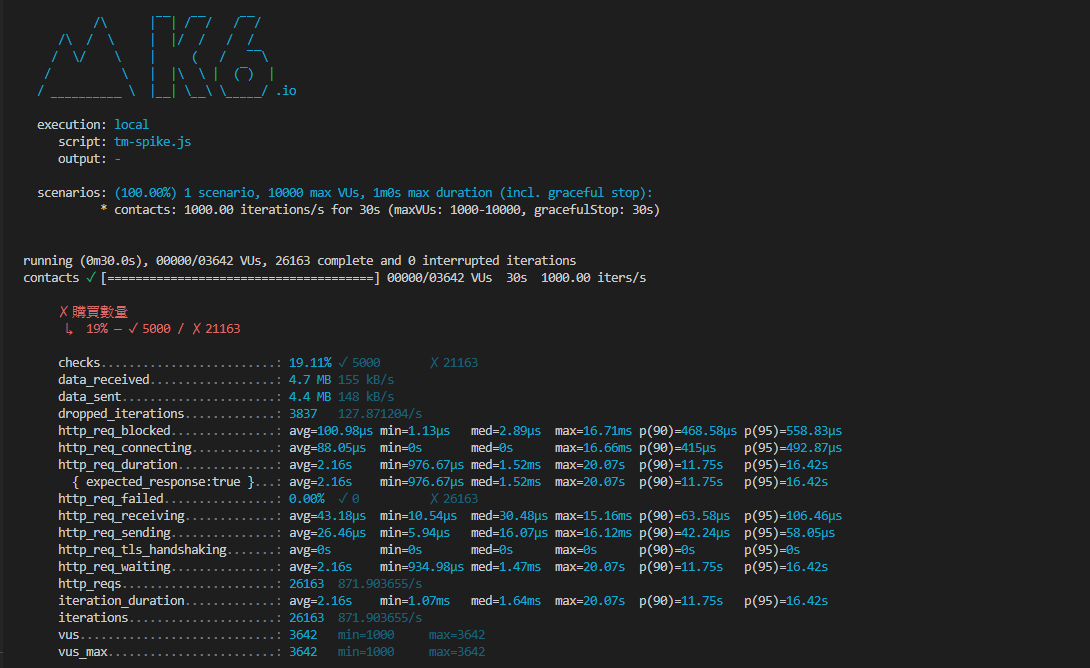 /\      |‾‾| /‾‾/   /‾‾/
     /\  /  \     |  |/  /   /  /
    /  \/    \    |     (   /   ‾‾\
   /          \   |  |\  \ |  (‾)  |
  / __________ \  |__| \__\ \_____/ .io
execution: local
script: tm-spike.js
output: -
scenarios: (100.00%) 1 scenario, 10000 max VUs, 1m0s max duration (incl. graceful stop):
* contacts: 1000.00 iterations/s for 30s (maxVUs: 1000-10000, gracefulStop: 30s)
running (0m30.0s), 00000/03642 VUs, 26163 complete and 0 interrupted iterations
contacts ✓ [======================================] 00000/03642 VUs  30s  1000.00 iters/s
✗ 購買數量
↳  19% — ✓ 5000 / ✗ 21163
checks.........................: 19.11% ✓ 5000       ✗ 21163
data_received..................: 4.7 MB 155 kB/s
data_sent......................: 4.4 MB 148 kB/s
dropped_iterations.............: 3837   127.871204/s
http_req_blocked...............: avg=100.98µs min=1.13µs   med=2.89µs  max=16.71ms p(90)=468.58µs p(95)=558.83µs
http_req_connecting............: avg=88.05µs  min=0s       med=0s      max=16.66ms p(90)=415µs    p(95)=492.87µs
http_req_duration..............: avg=2.16s    min=976.67µs med=1.52ms  max=20.07s  p(90)=11.75s   p(95)=16.42s
{ expected_response:true }...: avg=2.16s    min=976.67µs med=1.52ms  max=20.07s  p(90)=11.75s   p(95)=16.42s
http_req_failed................: 0.00%  ✓ 0          ✗ 26163
http_req_receiving.............: avg=43.18µs  min=10.54µs  med=30.48µs max=15.16ms p(90)=63.58µs  p(95)=106.46µs
http_req_sending...............: avg=26.46µs  min=5.94µs   med=16.07µs max=16.12ms p(90)=42.24µs  p(95)=58.05µs
http_req_tls_handshaking.......: avg=0s       min=0s       med=0s      max=0s      p(90)=0s       p(95)=0s
http_req_waiting...............: avg=2.16s    min=934.98µs med=1.47ms  max=20.07s  p(90)=11.75s   p(95)=16.42s
http_reqs......................: 26163  871.903655/s
iteration_duration.............: avg=2.16s    min=1.07ms   med=1.64ms  max=20.07s  p(90)=11.75s   p(95)=16.42s
iterations.....................: 26163  871.903655/s
vus............................: 3642   min=1000     max=3642
vus_max........................: 3642   min=1000     max=3642